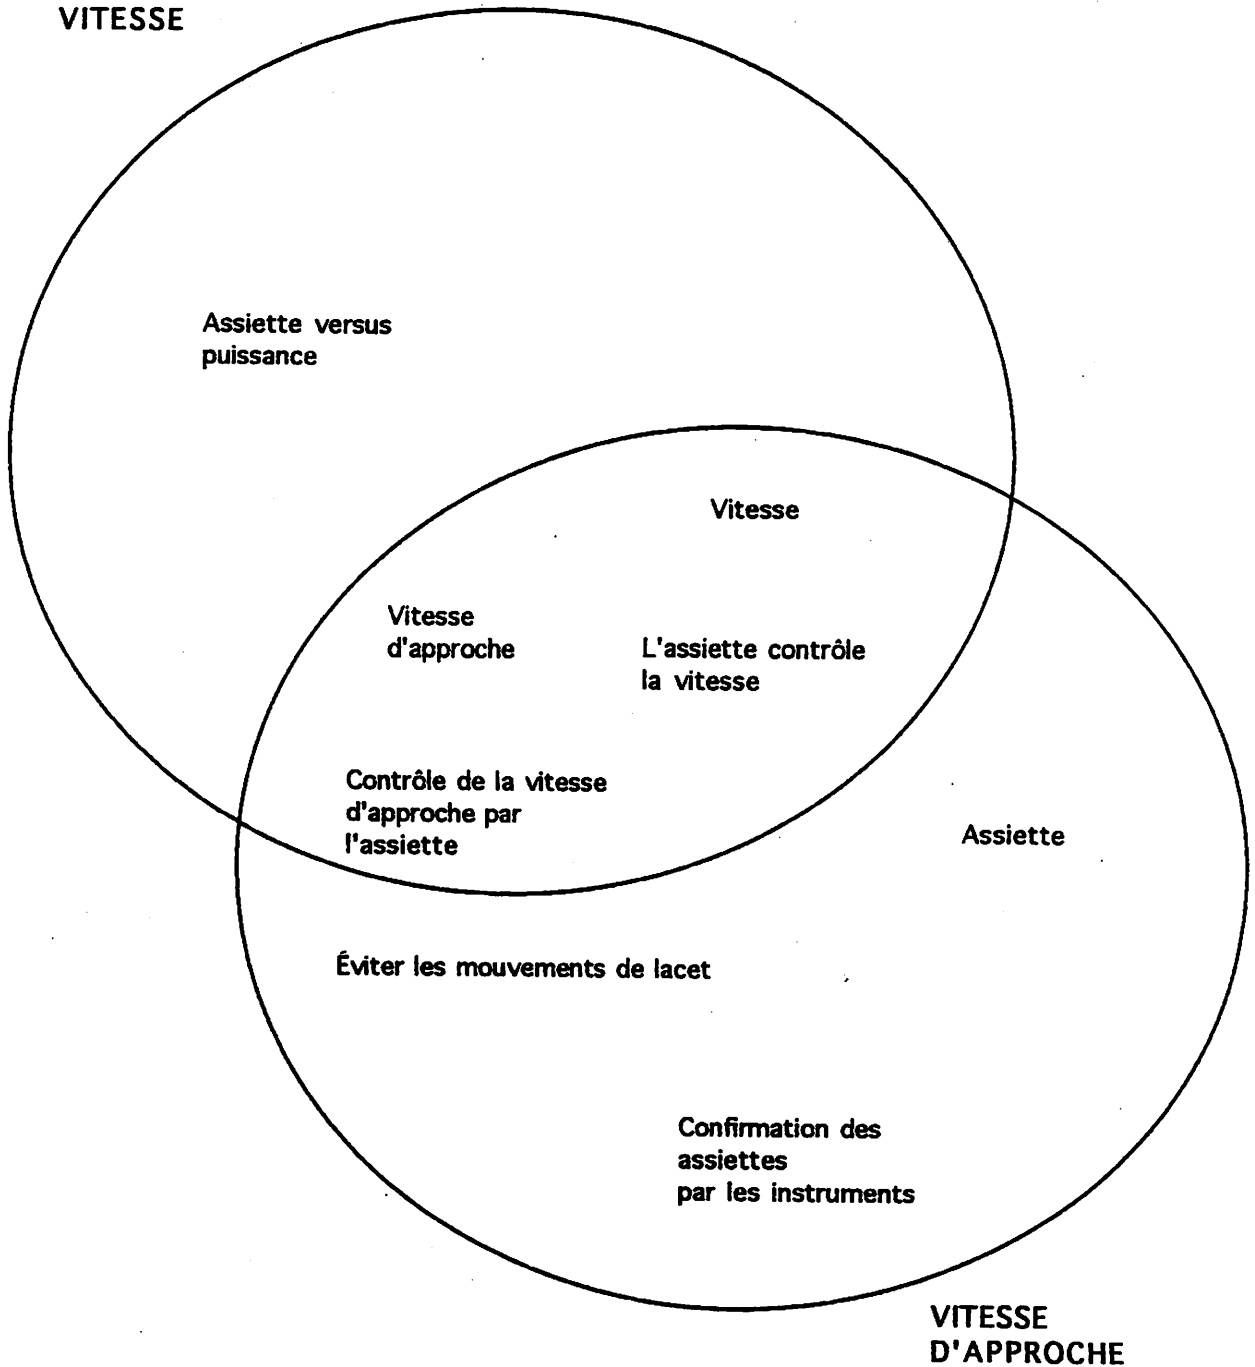 VITESSE
Assiette versus
puissance
Vitesse
Vitesse
d'approche
L'assiette contrôle
la vitesse
Contrôle de la vitesse
d'approche par
l'assiette
Assiette
Éviter les mouvements de lacet
Confirmation des
assiettes
par les instruments
VITESSE
D'APPROCHE